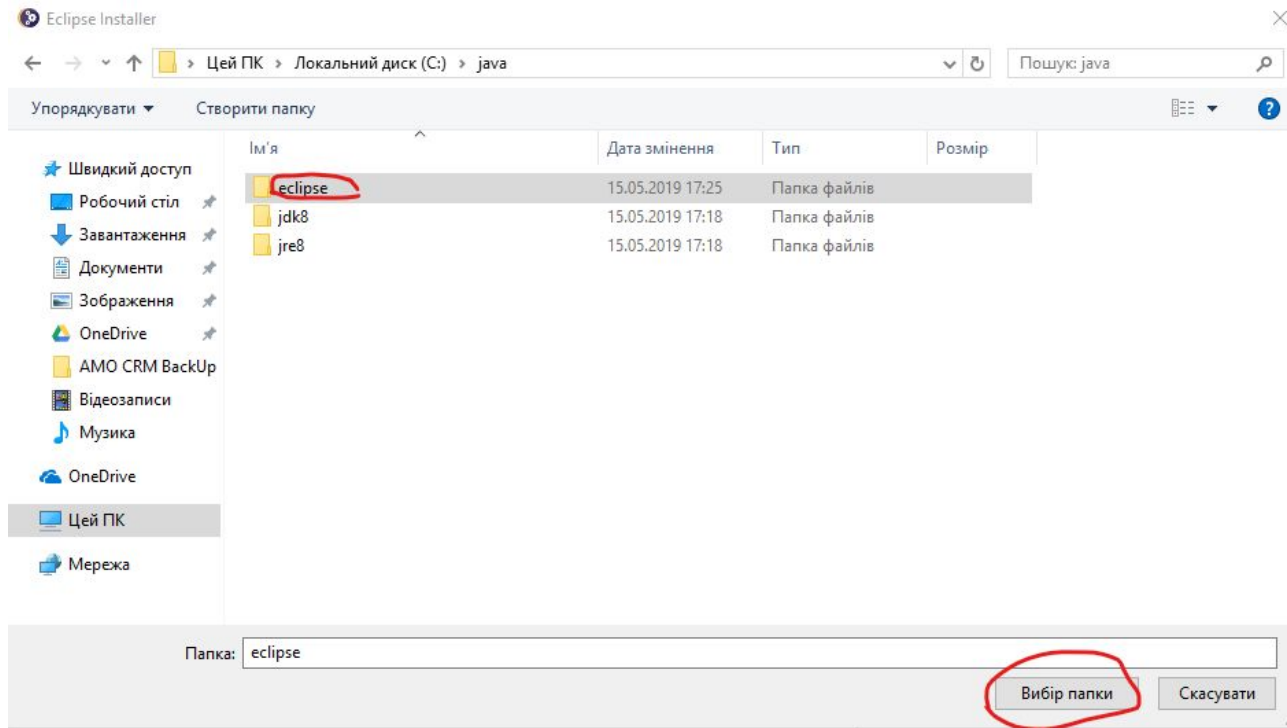 Eclipse Installer
Цей ПК › Локальний диск (C:) › java
Пошук: java
Упорядкувати
Створити папку
Ім'я Дата змінення Тип Розмір
Швидкий доступ
Робочий стіл
Завантаження
Документи
Зображення
OneDrive
AMO CRM BackUp
Відеозаписи
Музика
OneDrive
Цей ПК
Мережа
eclipse 15.05.2019 17:25 Папка файлів
jdk8 15.05.2019 17:18 Папка файлів
jre8 15.05.2019 17:18 Папка файлів
Папка: eclipse
Вибір папки Скасувати